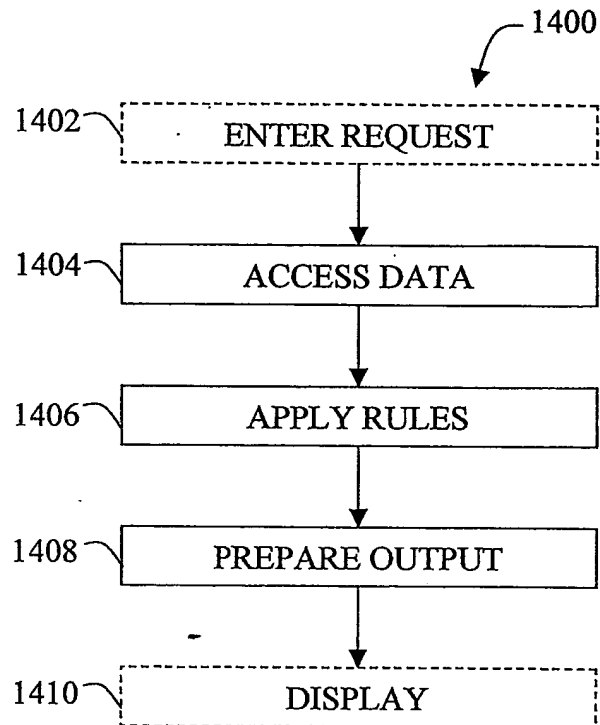 1400
1402 ENTER REQUEST
1404 ACCESS DATA
1406 APPLY RULES
1408 PREPARE OUTPUT
1410 DISPLAY